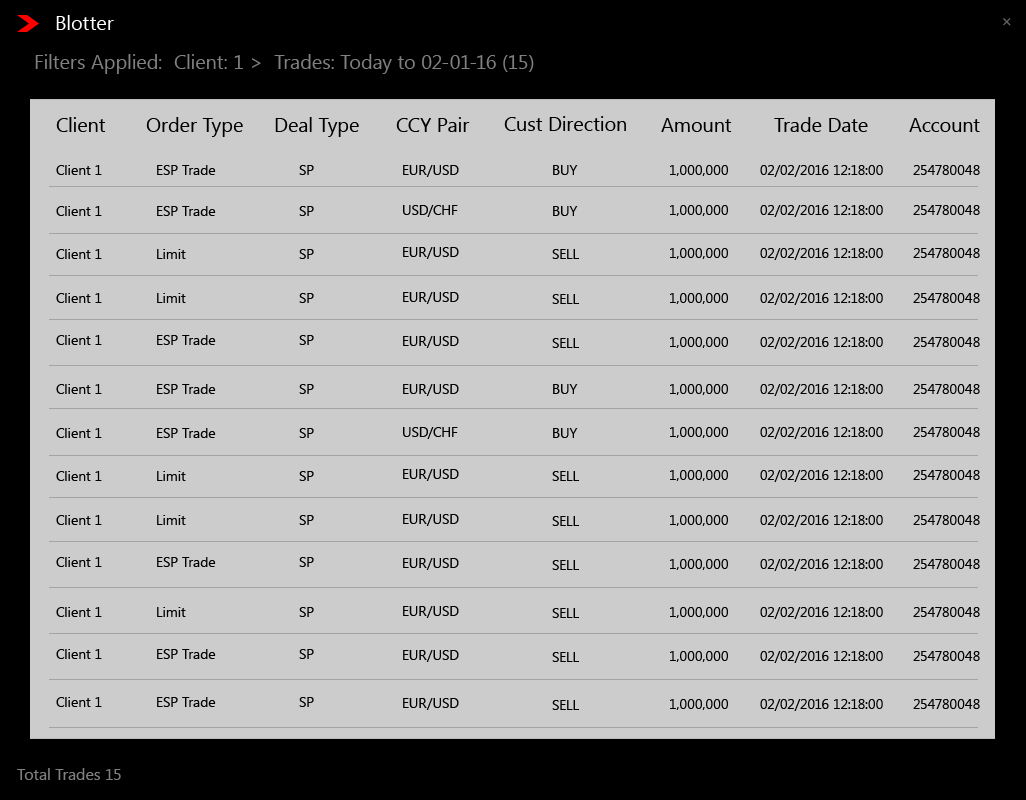 Blotter
×
Filters Applied: Client: 1 > Trades: Today to 02-01-16 (15)
Client Order Type Deal Type CCY Pair Cust Direction Amount Trade Date Account
Client 1 ESP Trade SP EUR/USD BUY 1,000,000 02/02/2016 12:18:00 254780048
Client 1 ESP Trade SP USD/CHF BUY 1,000,000 02/02/2016 12:18:00 254780048
Client 1 Limit SP EUR/USD SELL 1,000,000 02/02/2016 12:18:00 254780048
Client 1 Limit SP EUR/USD SELL 1,000,000 02/02/2016 12:18:00 254780048
Client 1 ESP Trade SP EUR/USD SELL 1,000,000 02/02/2016 12:18:00 254780048
Client 1 ESP Trade SP EUR/USD BUY 1,000,000 02/02/2016 12:18:00 254780048
Client 1 ESP Trade SP USD/CHF BUY 1,000,000 02/02/2016 12:18:00 254780048
Client 1 Limit SP EUR/USD SELL 1,000,000 02/02/2016 12:18:00 254780048
Client 1 Limit SP EUR/USD SELL 1,000,000 02/02/2016 12:18:00 254780048
Client 1 ESP Trade SP EUR/USD SELL 1,000,000 02/02/2016 12:18:00 254780048
Client 1 Limit SP EUR/USD SELL 1,000,000 02/02/2016 12:18:00 254780048
Client 1 ESP Trade SP EUR/USD SELL 1,000,000 02/02/2016 12:18:00 254780048
Client 1 ESP Trade SP EUR/USD SELL 1,000,000 02/02/2016 12:18:00 254780048
Total Trades 15